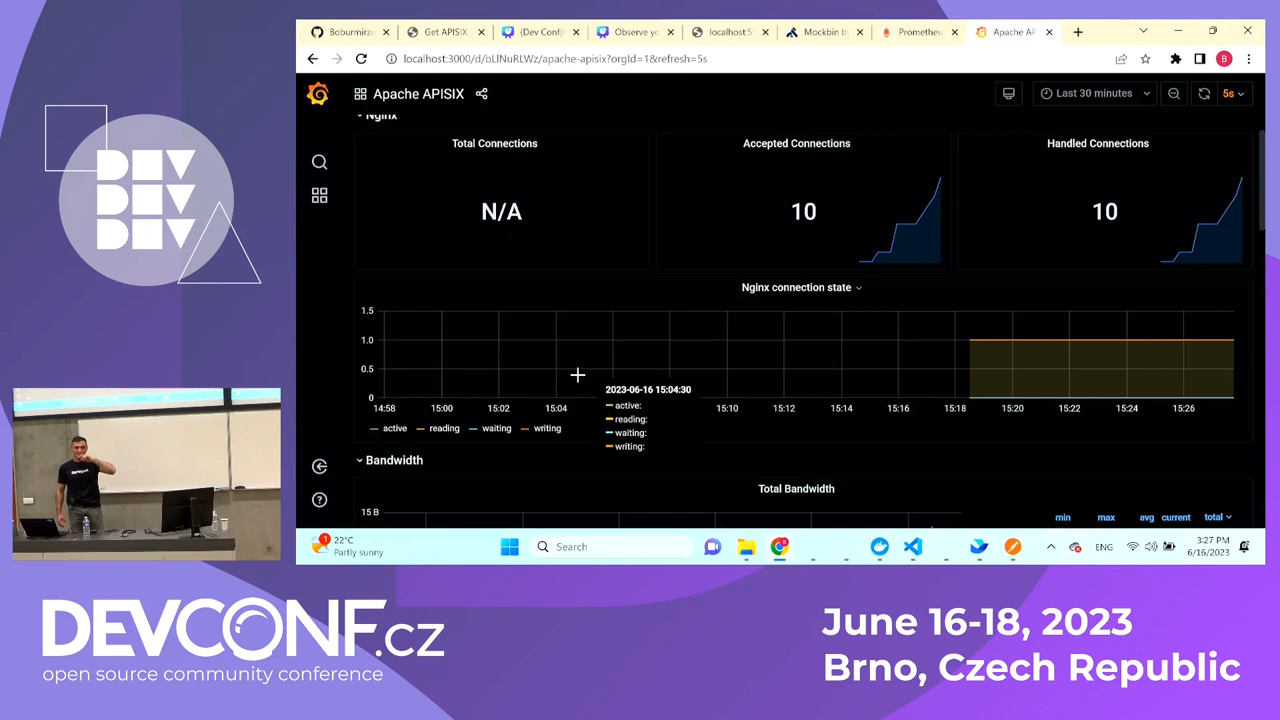 DEV
DEV
DEV
Boburmirzo
Get APISIX
(Dev Conf)
Observe yo
localhost:5
Mockbin by
Prometheu
Apache AP
localhost:3000/d/bLlNuRLWz/apache-apisix?orgId=1&refresh=5s
B
Apache APISIX
Last 30 minutes
5s
Nginx
Total Connections
Accepted Connections
Handled Connections
N/A
10
10
Nginx connection state
1.5
1.0
0.5
0
14:58
15:00
15:02
15:04
15:10
15:12
15:14
15:16
15:18
15:20
15:22
15:24
15:26
2023-06-16 15:04:30
active:
reading:
waiting:
writing:
active
reading
waiting
writing
Bandwidth
Total Bandwidth
15 B
min
max
avg
current
total
1
22°C
Partly sunny
Search
ENG
3:27 PM
6/16/2023
DEVCONF.cz
open source community conference
June 16-18, 2023
Brno, Czech Republic